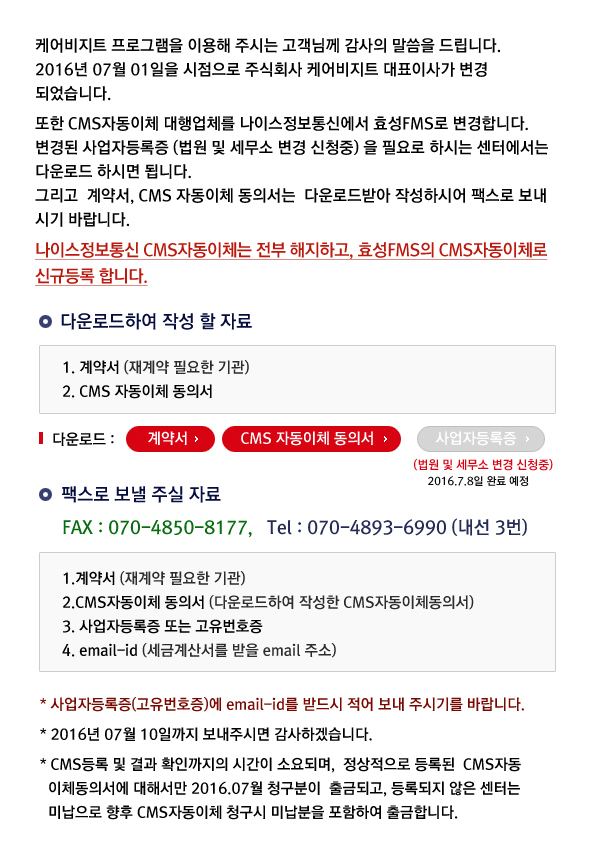 케어비지트 프로그램을 이용해 주시는 고객님께 감사의 말씀을 드립니다.
2016년 07월 01일을 시점으로 주식회사 케어비지트 대표이사가 변경
되었습니다.
또한 CMS자동이체 대행업체를 나이스정보통신에서 효성FMS로 변경합니다.
변경된 사업자등록증 (법원 및 세무소 변경 신청중) 을 필요로 하시는 센터에서는
다운로드 하시면 됩니다.
그리고 계약서, CMS 자동이체 동의서는 다운로드받아 작성하시어 팩스로 보내
시기 바랍니다.
나이스정보통신 CMS자동이체는 전부 해지하고, 효성FMS의 CMS자동이체로
신규등록 합니다.
다운로드하여 작성 할 자료
1. 계약서 (재계약 필요한 기관)
2. CMS 자동이체 동의서
다운로드 : 계약서 › CMS 자동이체 동의서 › 사업자등록증 ›
(법원 및 세무소 변경 신청중)
2016.7.8일 완료 예정
팩스로 보낼 주실 자료
FAX : 070-4850-8177, Tel : 070-4893-6990 (내선 3번)
1.계약서 (재계약 필요한 기관)
2.CMS자동이체 동의서 (다운로드하여 작성한 CMS자동이체동의서)
3. 사업자등록증 또는 고유번호증
4. email-id (세금계산서를 받을 email 주소)
* 사업자등록증(고유번호증)에 email-id를 받드시 적어 보내 주시기를 바랍니다.
* 2016년 07월 10일까지 보내주시면 감사하겠습니다.
* CMS등록 및 결과 확인까지의 시간이 소요되며, 정상적으로 등록된 CMS자동
이체동의서에 대해서만 2016.07월 청구분이 출금되고, 등록되지 않은 센터는
미납으로 향후 CMS자동이체 청구시 미납분을 포함하여 출금합니다.